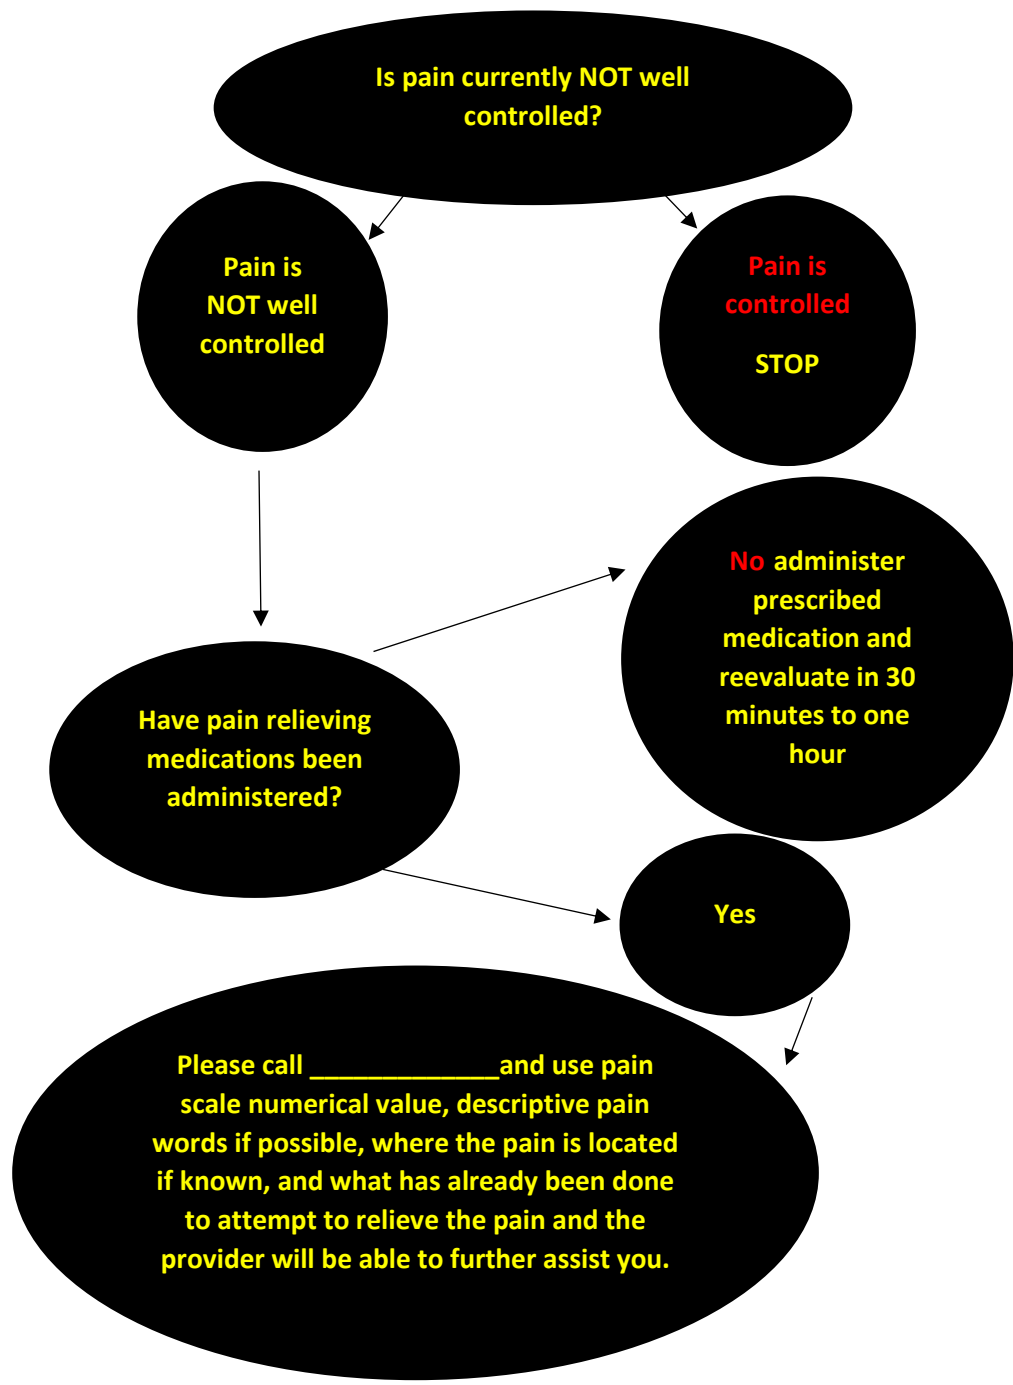 Is pain currently NOT well
controlled?
Pain is
NOT well
controlled
Pain is
controlled
STOP
No administer
prescribed
medication and
reevaluate in 30
minutes to one
hour
Have pain relieving
medications been
administered?
Yes
Please call _____________and use pain
scale numerical value, descriptive pain
words if possible, where the pain is located
if known, and what has already been done
to attempt to relieve the pain and the
provider will be able to further assist you.